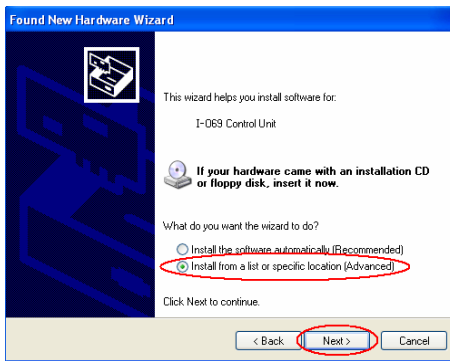 Found New Hardware Wizard
This wizard helps you install software for:
I-069 Control Unit
If your hardware came with an installation CD
or floppy disk, insert it now.
What do you want the wizard to do?
Install the software automatically (Recommended)
Install from a list or specific location (Advanced)
Click Next to continue.
< Back Next > Cancel